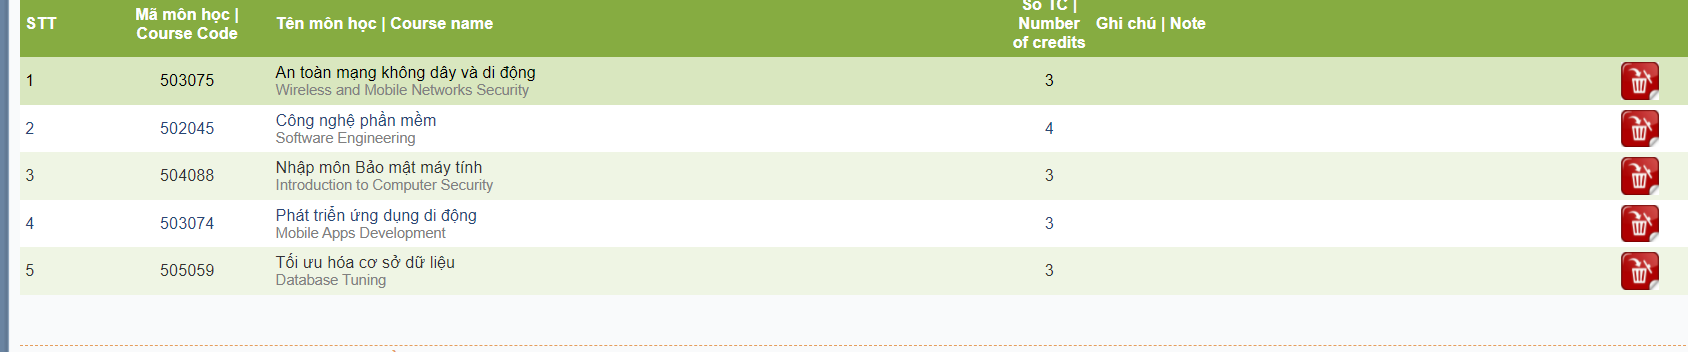 STT
Mã môn học |
Course Code
Tên môn học | Course name
Số TC |
Number
of credits
Ghi chú | Note
1
503075
An toàn mạng không dây và di động
Wireless and Mobile Networks Security
3
2
502045
Công nghệ phần mềm
Software Engineering
4
3
504088
Nhập môn Bảo mật máy tính
Introduction to Computer Security
3
4
503074
Phát triển ứng dụng di động
Mobile Apps Development
3
5
505059
Tối ưu hóa cơ sở dữ liệu
Database Tuning
3